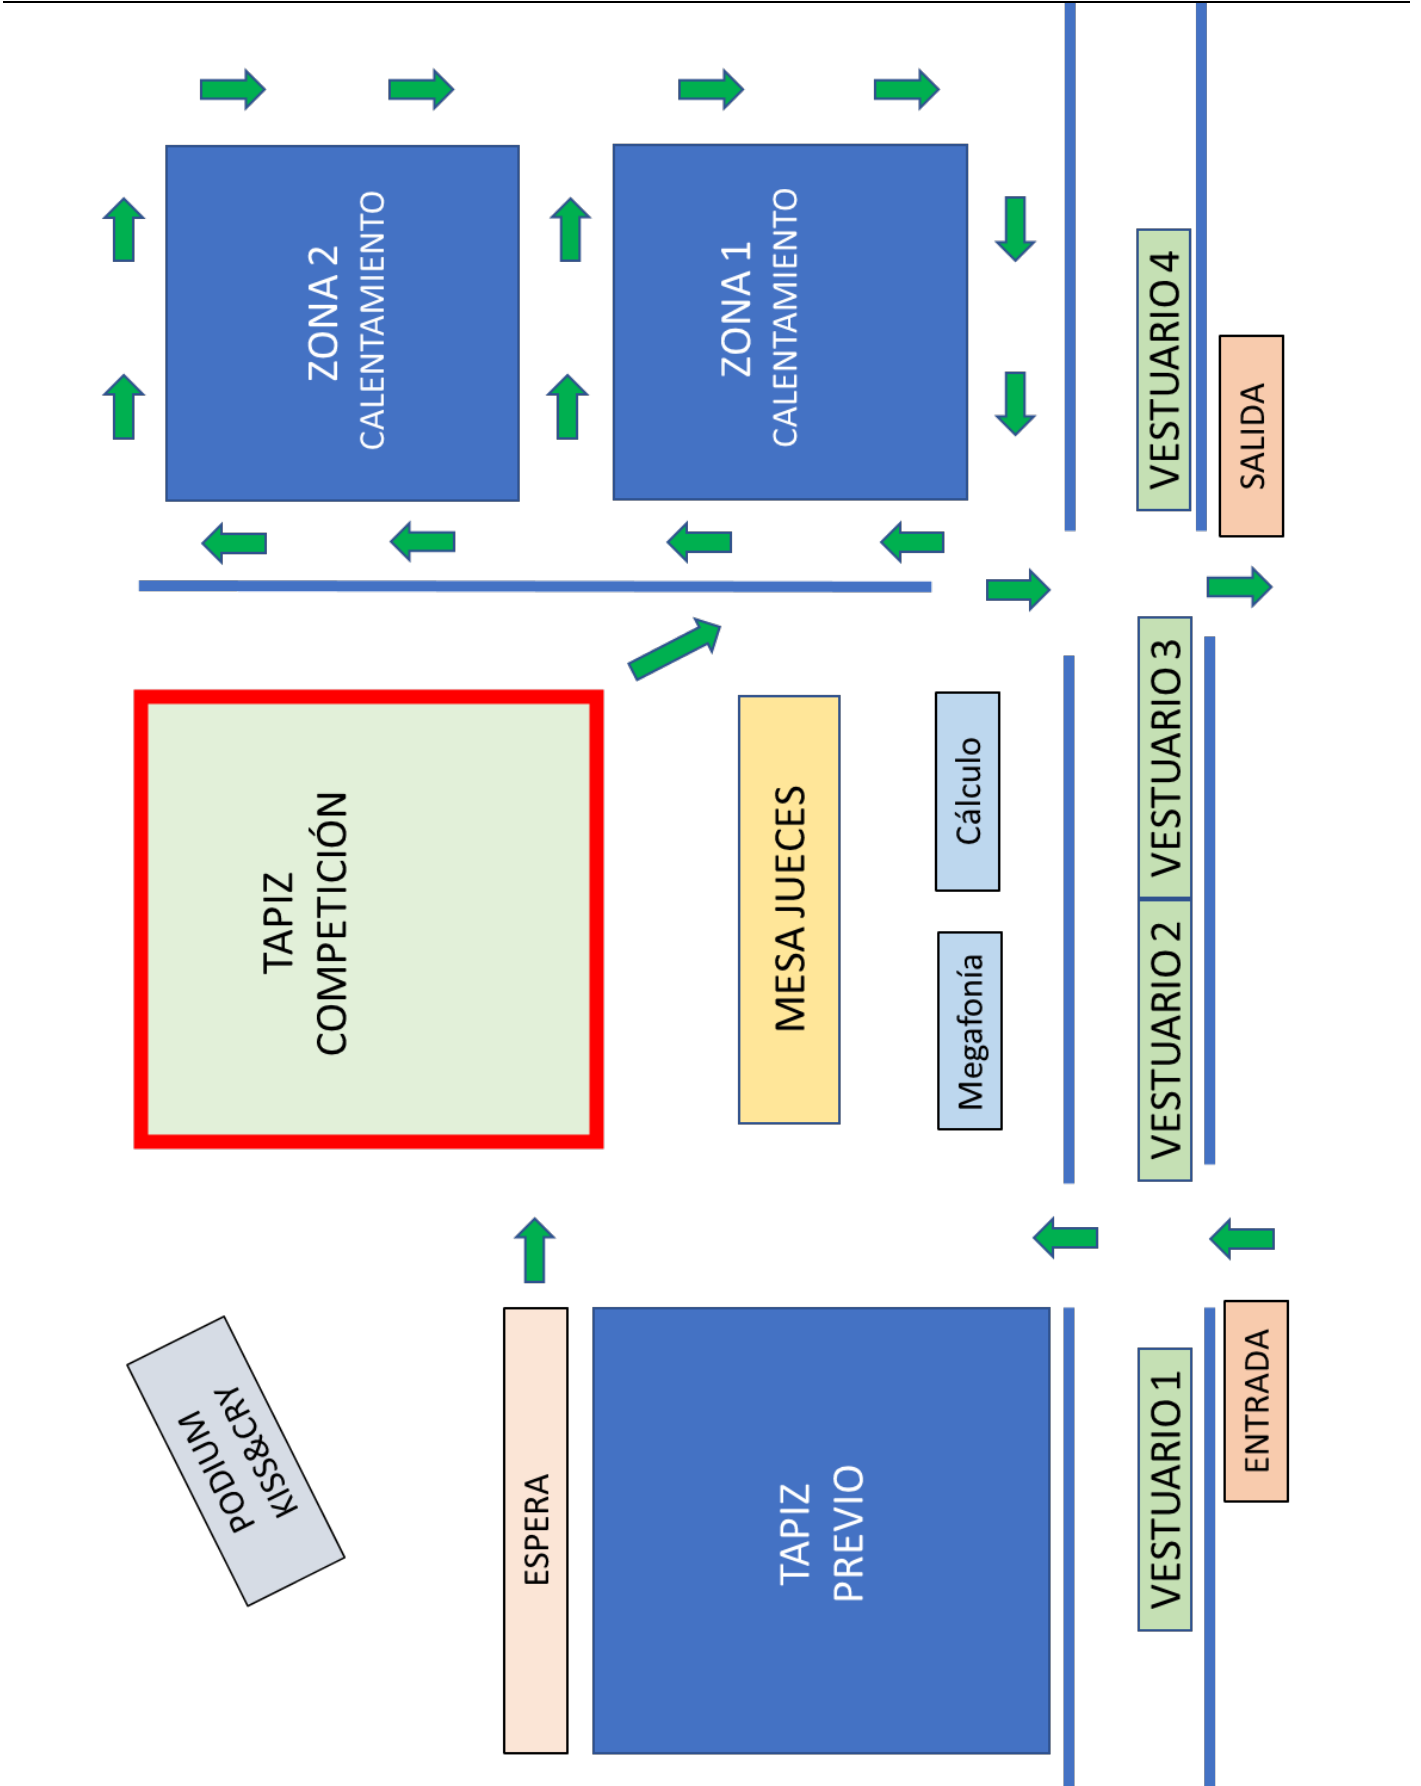 ZONA 2
CALENTAMIENTO
ZONA 1
CALENTAMIENTO
VESTUARIO 4
SALIDA
TAPIZ
COMPETICIÓN
MESA JUECES
Cálculo
Megafonía
VESTUARIO 3
VESTUARIO 2
PODIUM
KISS&CRY
ESPERA
TAPIZ
PREVIO
VESTUARIO 1
ENTRADA